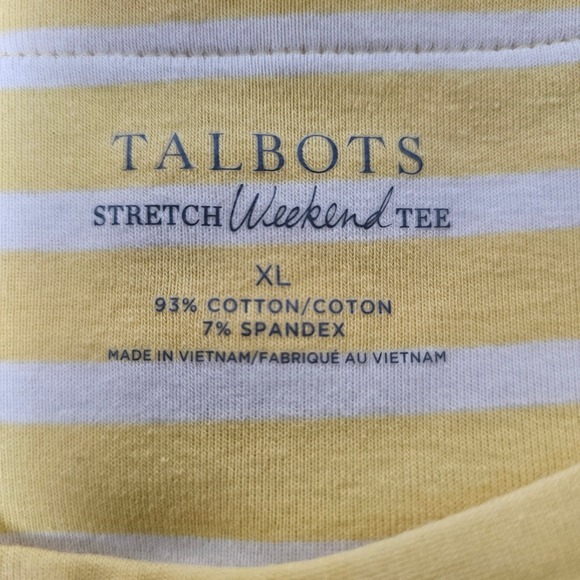 TALBOTS
STRETCH Weekend TEE
XL
93% COTTON/COTON
7% SPANDEX
MADE IN VIETNAM/FABRIQUÉ AU VIETNAM